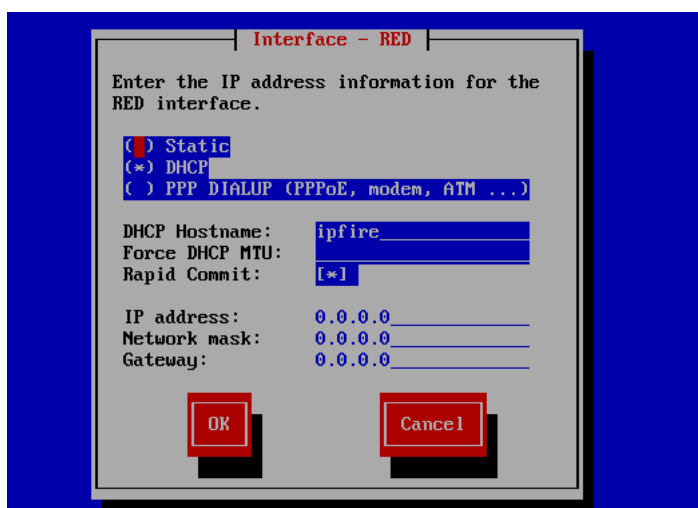 Interface - RED
Enter the IP address information for the
RED interface.
( ) Static
(*) DHCP
( ) PPP DIALUP (PPPoE, modem, ATM ...)
DHCP Hostname: ipfire
Force DHCP MTU:
Rapid Commit: [*]
IP address: 0.0.0.0
Network mask: 0.0.0.0
Gateway: 0.0.0.0
OK Cancel